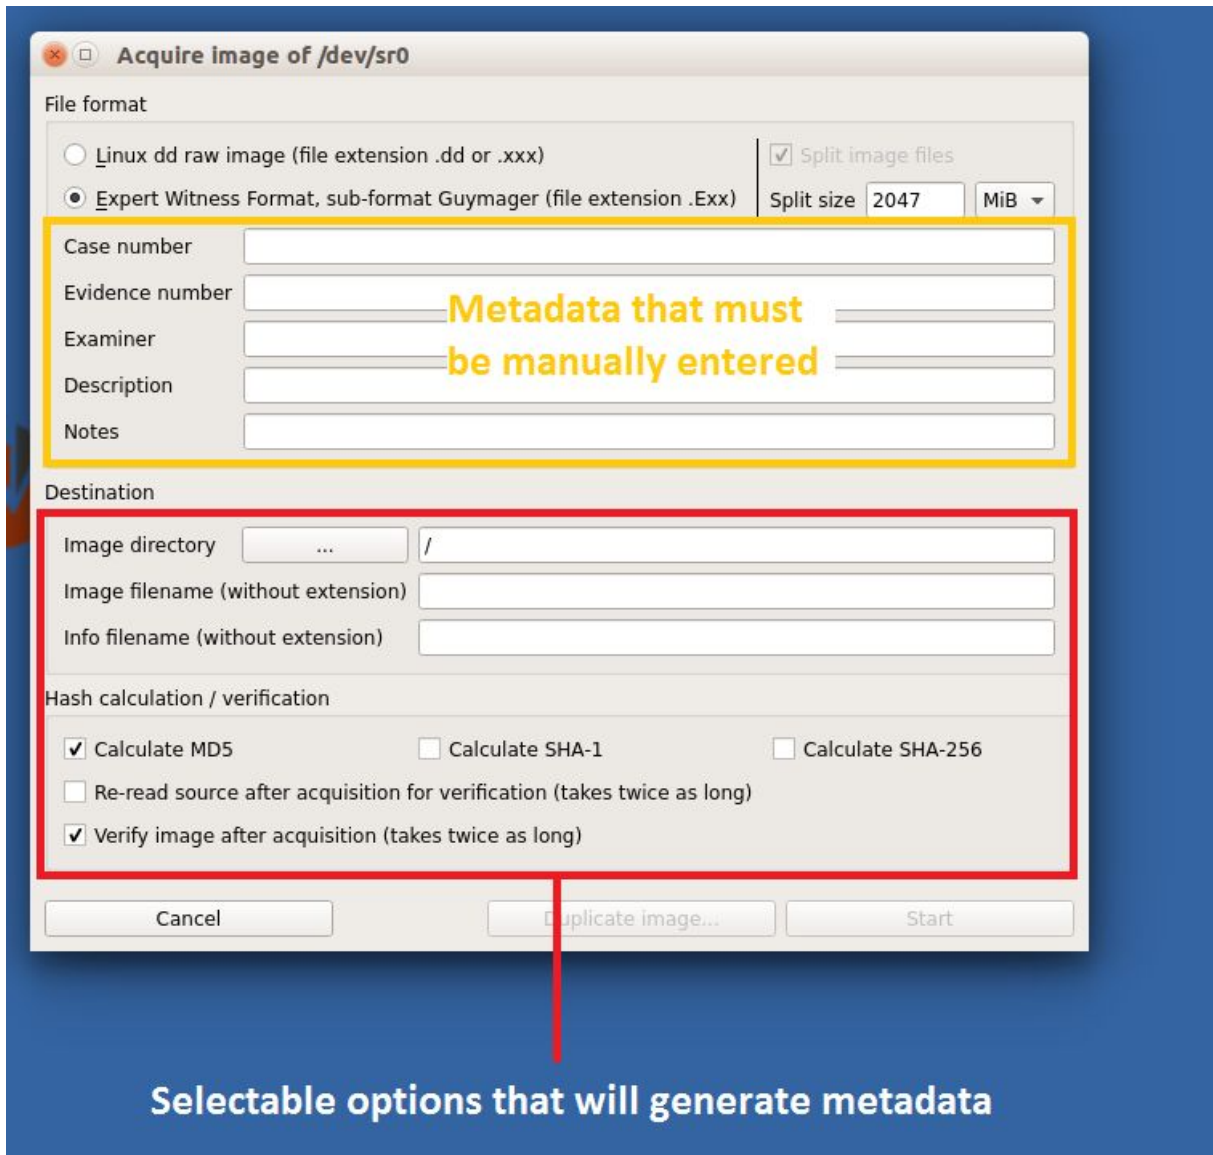 Acquire image of /dev/sr0
File format
Linux dd raw image (file extension .dd or .xxx)
Split image files
Expert Witness Format, sub-format Guymager (file extension .Exx)
Split size 2047 MiB
Case number
Evidence number
Metadata that must
Examiner
be manually entered
Description
Notes
Destination
Image directory ... /
Image filename (without extension)
Info filename (without extension)
Hash calculation / verification
Calculate MD5 Calculate SHA-1 Calculate SHA-256
Re-read source after acquisition for verification (takes twice as long)
Verify image after acquisition (takes twice as long)
Cancel Duplicate image... Start
Selectable options that will generate metadata